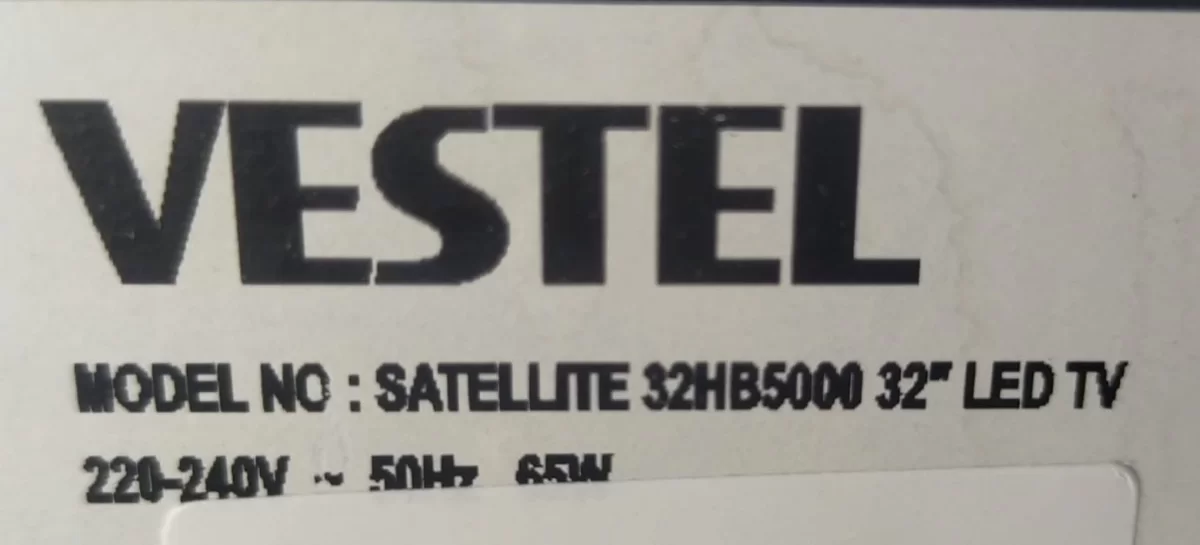 VESTEL
MODEL NO : SATELLITE 32HB5000 32" LED TV
220-240V ~ 50Hz 65W